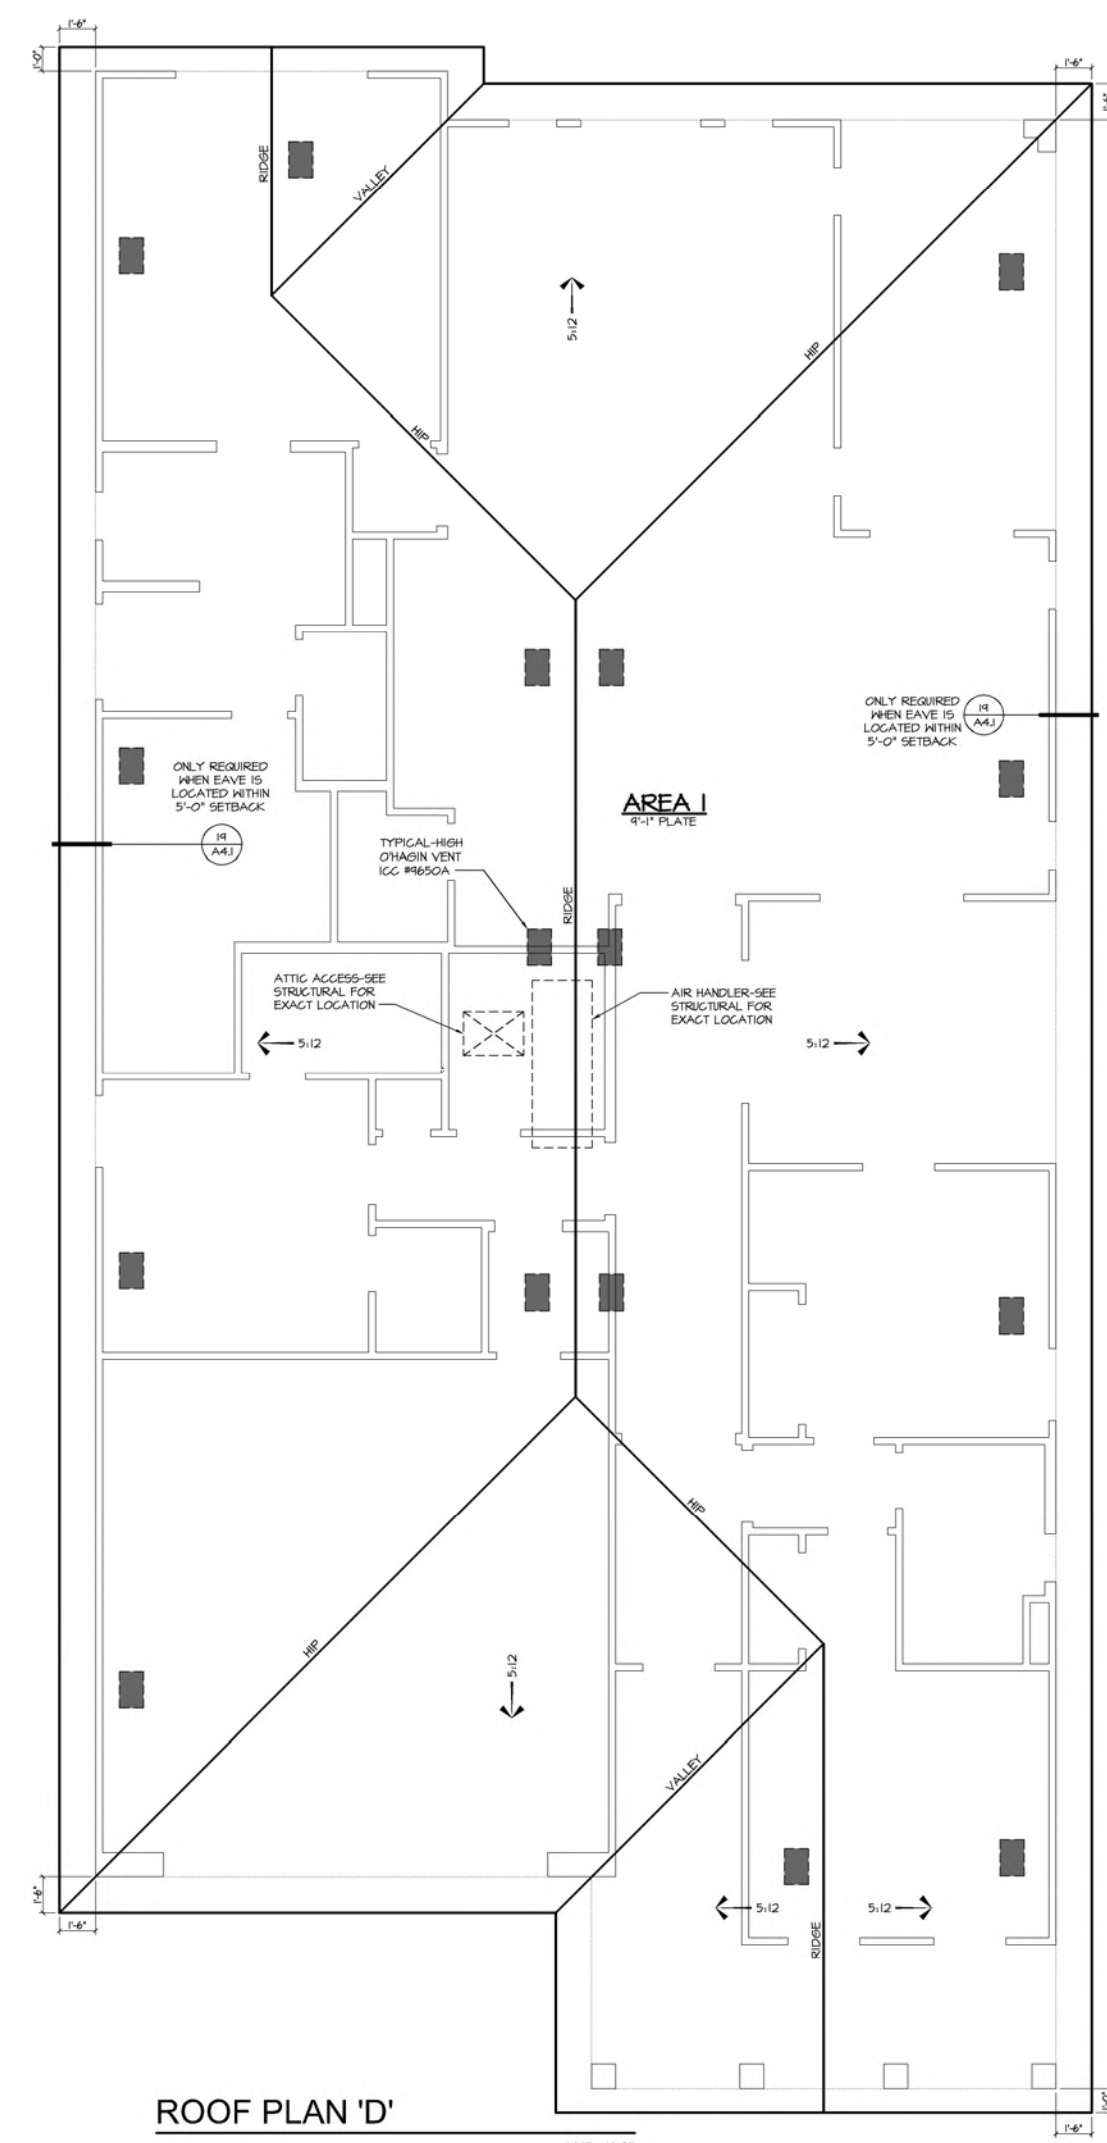 1'-6"
1'-0"
1'-6"
1'-6"
RIDGE
VALLEY
5:12
HIP
HIP
ONLY REQUIRED
WHEN EAVE IS
LOCATED WITHIN
5'-0" SETBACK
19
A4.1
ONLY REQUIRED
WHEN EAVE IS
LOCATED WITHIN
5'-0" SETBACK
19
A4.1
AREA 1
9'-1" PLATE
TYPICAL-HIGH
O'HAGIN VENT
ICC #9650A
RIDGE
ATTIC ACCESS-SEE
STRUCTURAL FOR
EXACT LOCATION
AIR HANDLER-SEE
STRUCTURAL FOR
EXACT LOCATION
5:12
5:12
HIP
HIP
5:12
VALLEY
1'-6"
1'-6"
5:12
5:12
RIDGE
ROOF PLAN 'D'
1'-0"
1'-6"